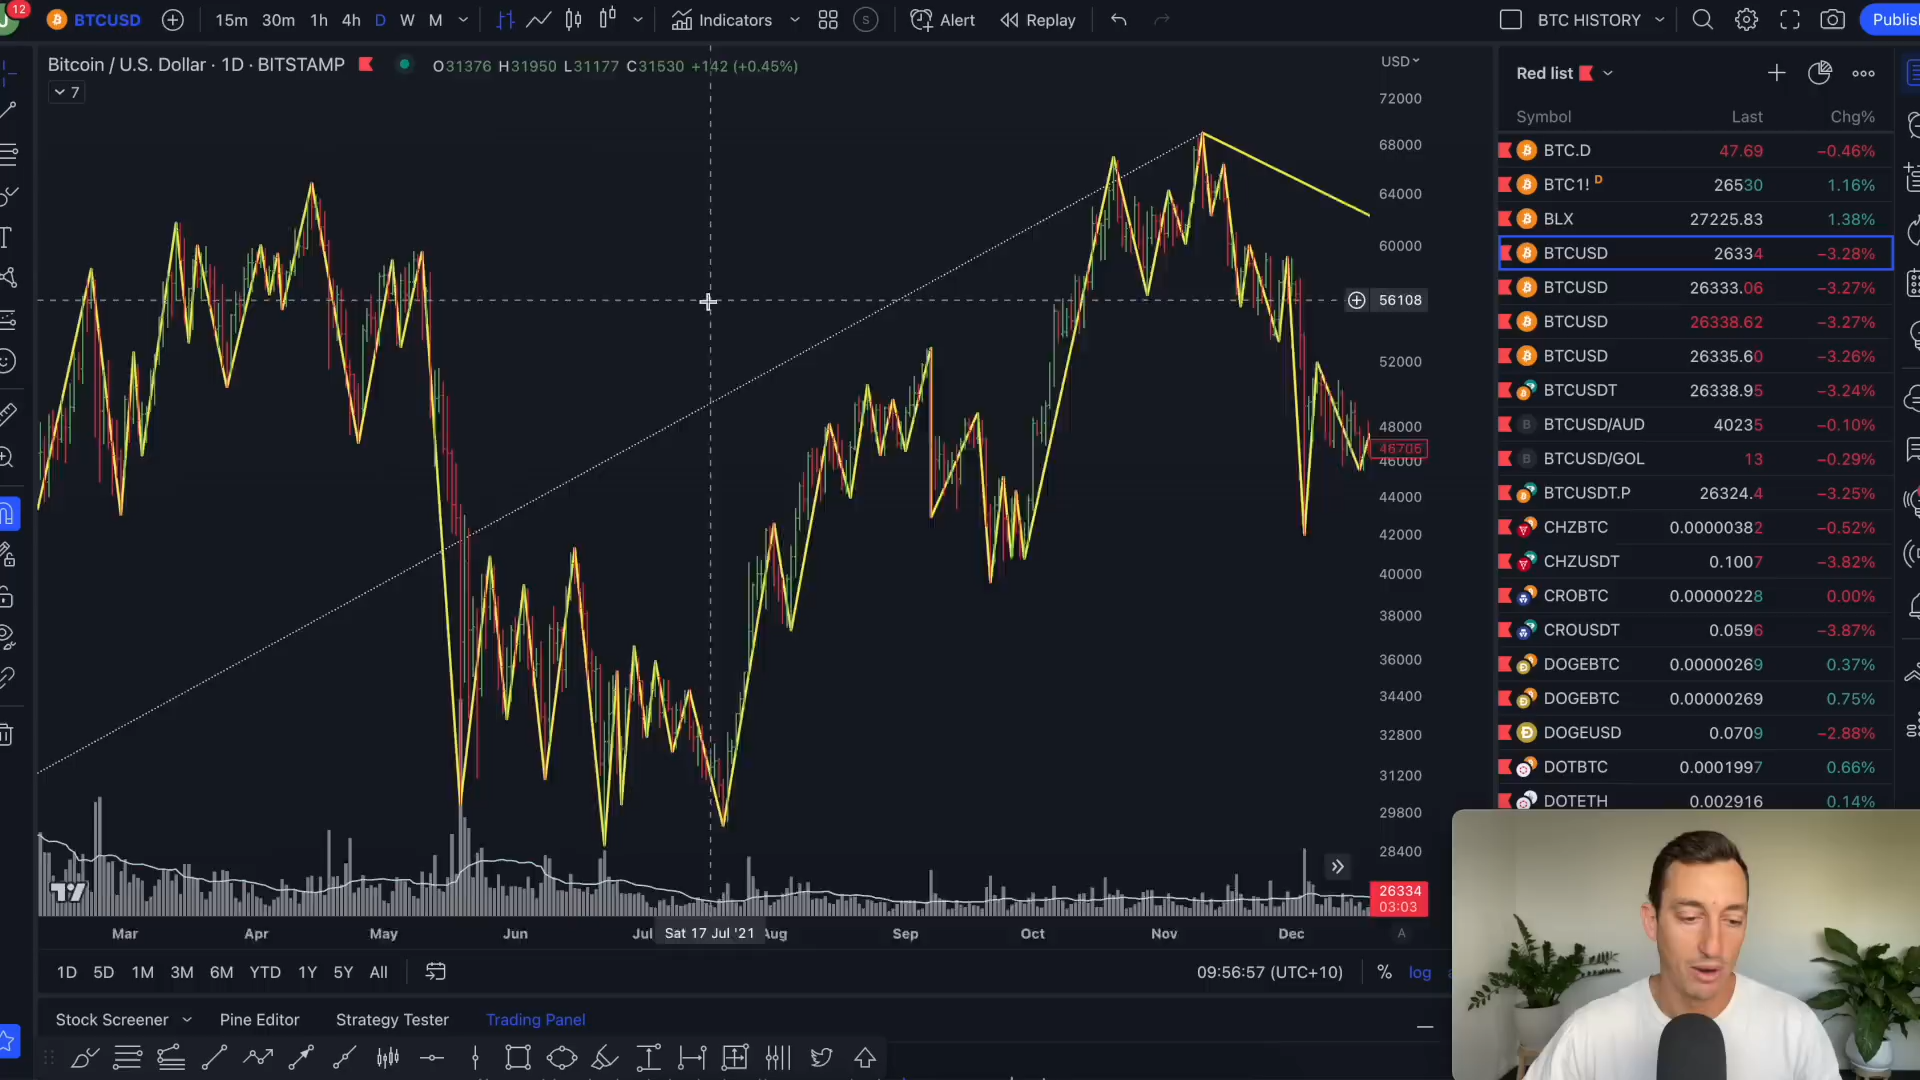 12
BTCUSD 15m 30m 1h 4h D W M Indicators S Alert Replay BTC HISTORY Publis
Bitcoin / U.S. Dollar · 1D · BITSTAMP O31376 H31950 L31177 C31530 +142 (+0.45%)
7
USD
72000
68000
64000
60000
56108
52000
48000
46706
46000
44000
42000
40000
38000
36000
34400
32800
31200
29800
28400
26334
03:03
Mar Apr May Jun Jul Sat 17 Jul '21 Aug Sep Oct Nov Dec A
1D 5D 1M 3M 6M YTD 1Y 5Y All 09:56:57 (UTC+10) % log
Stock Screener Pine Editor Strategy Tester Trading Panel
Red list
Symbol Last Chg%
BTC.D 47.69 −0.46%
BTC1! D 26530 1.16%
BLX 27225.83 1.38%
BTCUSD 26334 −3.28%
BTCUSD 26333.06 −3.27%
BTCUSD 26338.62 −3.27%
BTCUSD 26335.60 −3.26%
BTCUSDT 26338.95 −3.24%
B BTCUSD/AUD 40235 −0.10%
B BTCUSD/GOL 13 −0.29%
BTCUSDT.P 26324.4 −3.25%
CHZBTC 0.00000382 −0.52%
CHZUSDT 0.1007 −3.82%
CROBTC 0.00000228 0.00%
CROUSDT 0.0596 −3.87%
DOGEBTC 0.00000269 0.37%
DOGEBTC 0.00000269 0.75%
DOGEUSD 0.0709 −2.88%
DOTBTC 0.0001997 0.66%
DOTETH 0.002916 0.14%